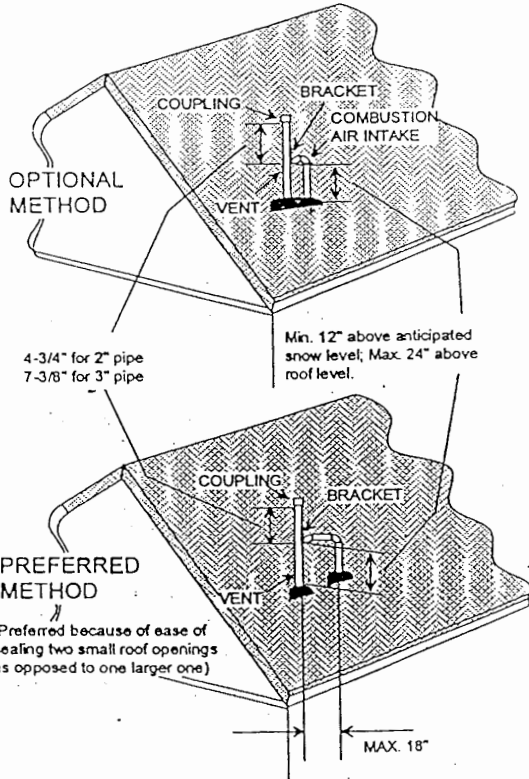 COUPLING
BRACKET
COMBUSTION
AIR INTAKE
OPTIONAL
METHOD
VENT
4-3/4" for 2" pipe
7-3/8" for 3" pipe
Min. 12" above anticipated
snow level; Max. 24" above
roof level.
COUPLING
BRACKET
PREFERRED
METHOD
VENT
Preferred because of ease of
sealing two small roof openings
as opposed to one larger one)
MAX. 18"